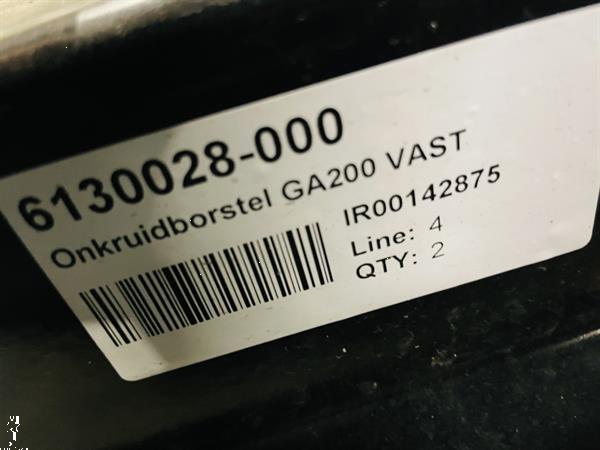 6130028-000
Onkruidborstel GA200 VAST
IR00142875
Line: 4
QTY: 2